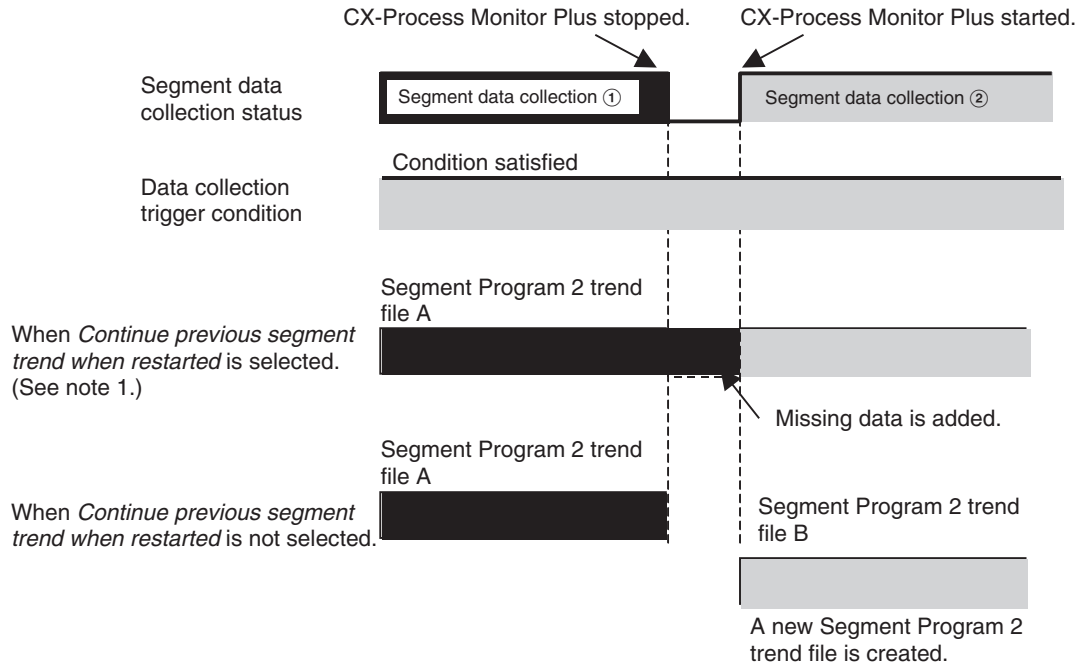 CX-Process Monitor Plus stopped.
CX-Process Monitor Plus started.
Segment data
collection status
Segment data collection ①
Segment data collection ②
Condition satisfied
Data collection
trigger condition
Segment Program 2 trend
file A
When Continue previous segment
trend when restarted is selected.
(See note 1.)
Missing data is added.
Segment Program 2 trend
file A
When Continue previous segment
trend when restarted is not selected.
Segment Program 2 trend
file B
A new Segment Program 2
trend file is created.